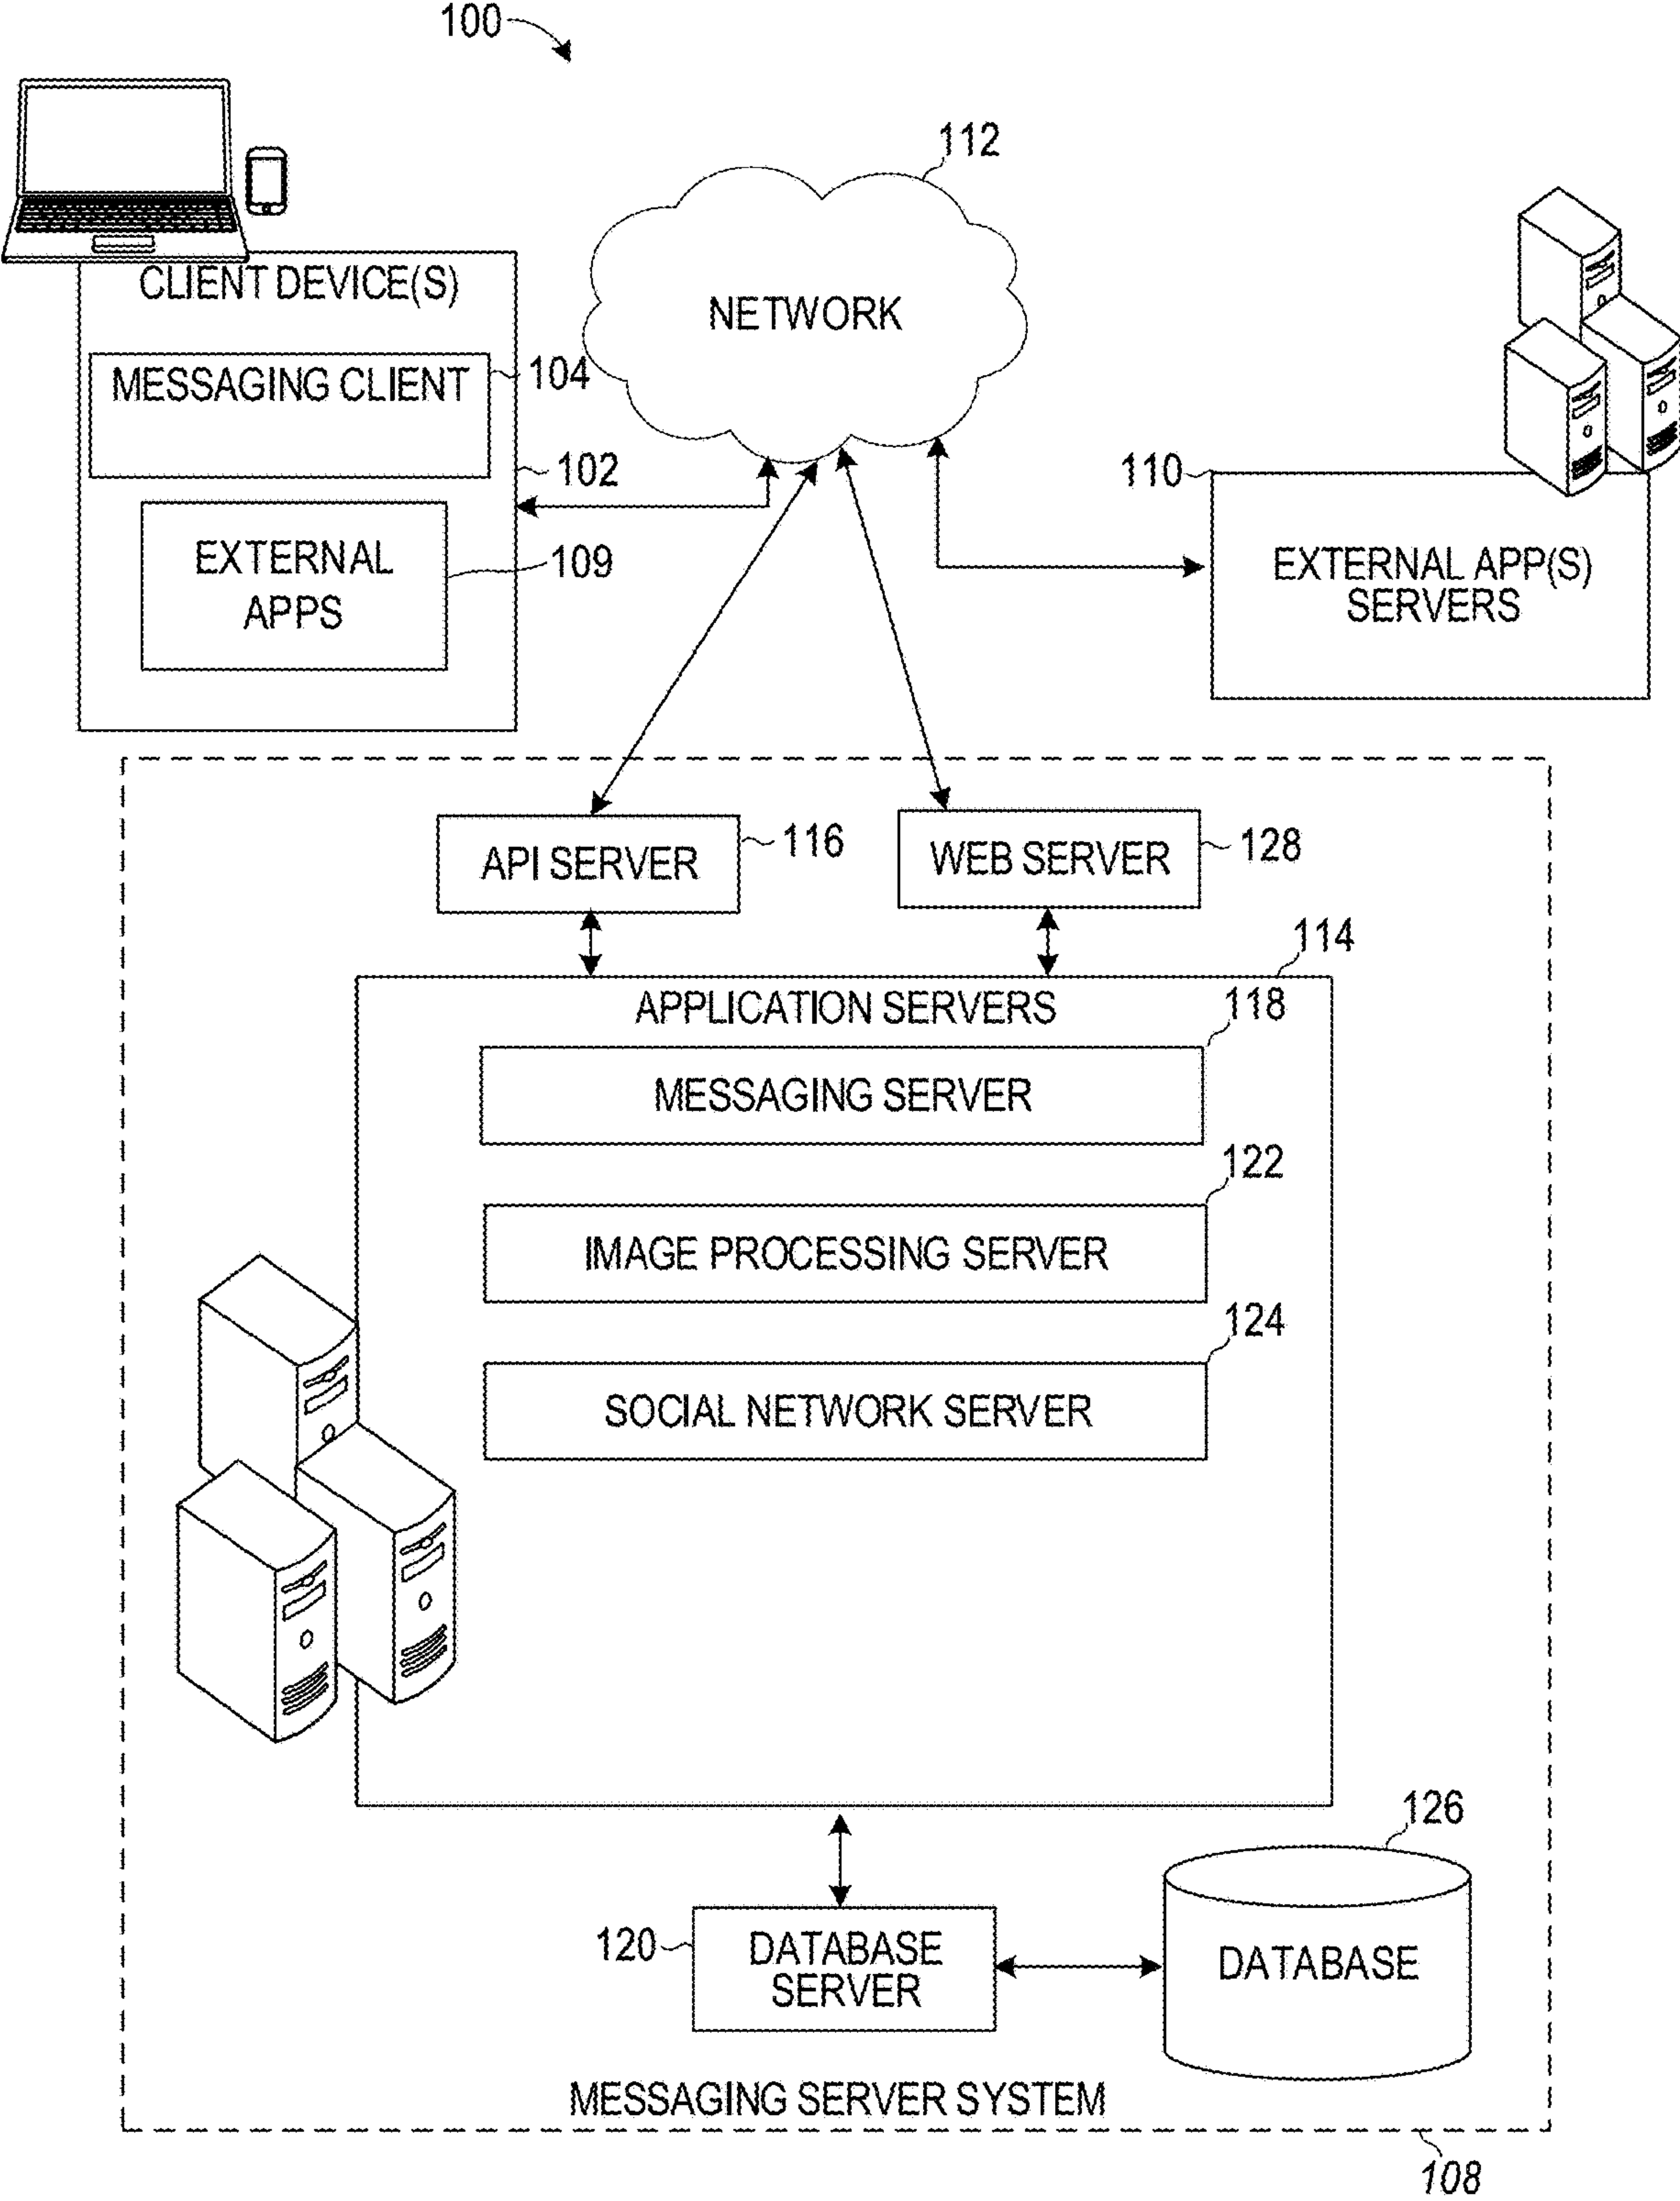 100
112
CLIENT DEVICE(S)
NETWORK
MESSAGING CLIENT
104
102
110
EXTERNAL
APPS
109
EXTERNAL APP(S)
SERVERS
API SERVER
116
WEB SERVER
128
114
APPLICATION SERVERS
118
MESSAGING SERVER
122
IMAGE PROCESSING SERVER
124
SOCIAL NETWORK SERVER
126
120
DATABASE
SERVER
DATABASE
MESSAGING SERVER SYSTEM
108